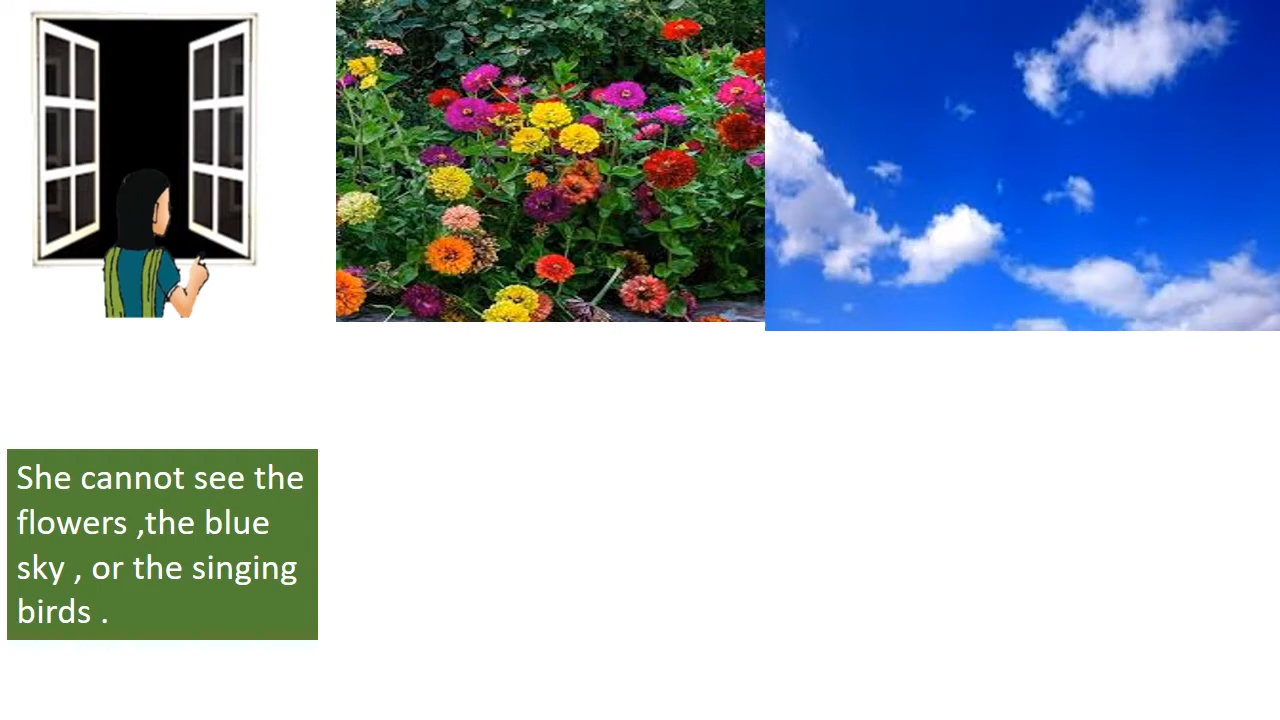 She cannot see the
flowers ,the blue
sky , or the singing
birds .